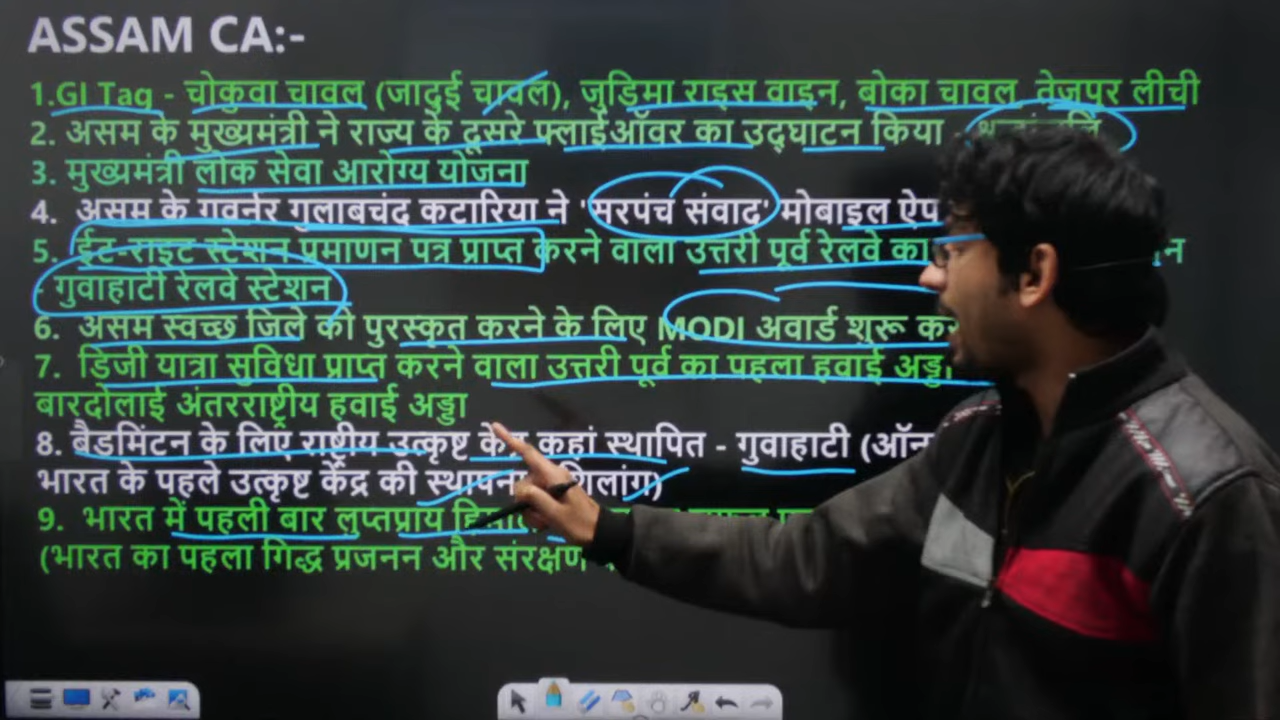 ASSAM CA:-
1.GI Tag - चोकुवा चावल (जादुई चावल), जुडिमा राइस वाइन, बोका चावल, तेजपुर लीची
2. असम के मुख्यमंत्री ने राज्य के दूसरे फ्लाईऑवर का उद्घाटन किया -
3. मुख्यमंत्री लोक सेवा आरोग्य योजना
4. असम के गवर्नर गुलाबचंद कटारिया ने 'सरपंच संवाद' मोबाइल ऐप
5. ईट-राइट स्टेशन प्रमाणन पत्र प्राप्त करने वाला उत्तरी पूर्व रेलवे का
गुवाहाटी रेलवे स्टेशन
6. असम स्वच्छ जिले को पुरस्कृत करने के लिए MODI अवार्ड शुरू
7. डिजी यात्रा सुविधा प्राप्त करने वाला उत्तरी पूर्व का पहला हवाई अड्डा
बारदोलाई अंतरराष्ट्रीय हवाई अड्डा
8. बैडमिंटन के लिए राष्ट्रीय उत्कृष्ट केंद्र कहां स्थापित - गुवाहाटी
भारत के पहले उत्कृष्ट केंद्र की स्थापना शिलांग)
9. भारत में पहली बार लुप्तप्राय
(भारत का पहला गिद्ध प्रजनन और संरक्षण